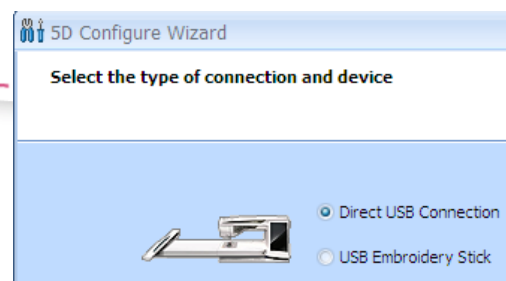 5D Configure Wizard
Select the type of connection and device
Direct USB Connection
USB Embroidery Stick